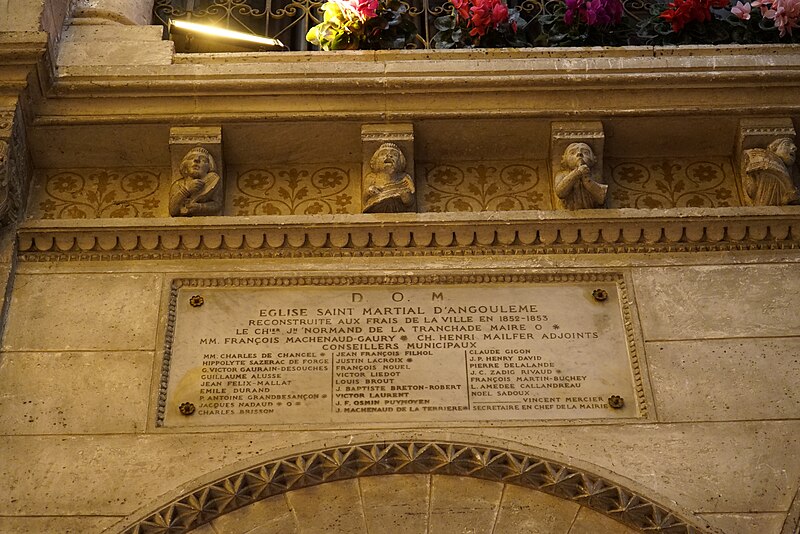 D. O. M.
EGLISE SAINT MARTIAL D'ANGOULEME
RECONSTRUITE AUX FRAIS DE LA VILLE EN 1852-1853
LE CHIER JH NORMAND DE LA TRANCHADE MAIRE O *
MM. FRANÇOIS MACHENAUD-GAURY * CH. HENRI MAILFER ADJOINTS
CONSEILLERS MUNICIPAUX
MM. CHARLES DE CHANCEL *
HIPPOLYTE SAZERAC DE FORGE
G. VICTOR GAURAIN-DESOUCHES
GUILLAUME ALUSSE
JEAN FELIX-MALLAT
EMILE DURAND
P. ANTOINE GRANDBESANÇON *
JACQUES NADAUD * O *
CHARLES BRISSON
JEAN FRANÇOIS FILHOL
JUSTIN LACROIX *
FRANÇOIS NOUEL
VICTOR LIEDOT
LOUIS BROUT
J. BAPTISTE BRETON-ROBERT
VICTOR LAURENT
J. F. OSMIN PUYMOYEN
J. MACHENAUD DE LA TERRIERE *
CLAUDE GIGON
J. P. HENRY DAVID
PIERRE DELALANDE
J. C. ZADIG RIVAUD *
FRANÇOIS MARTIN-BUCHEY
L. AMEDEE CALLANDREAU
NOEL SADOUX
VINCENT MERCIER
SECRETAIRE EN CHEF DE LA MAIRIE